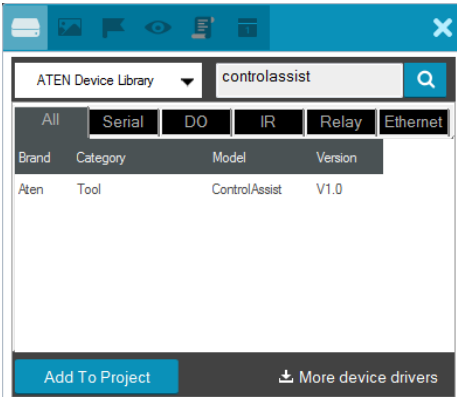 1
ATEN Device Library controlassist
All Serial DO IR Relay Ethernet
Brand Category Model Version
Aten Tool ControlAssist V1.0
Add To Project More device drivers